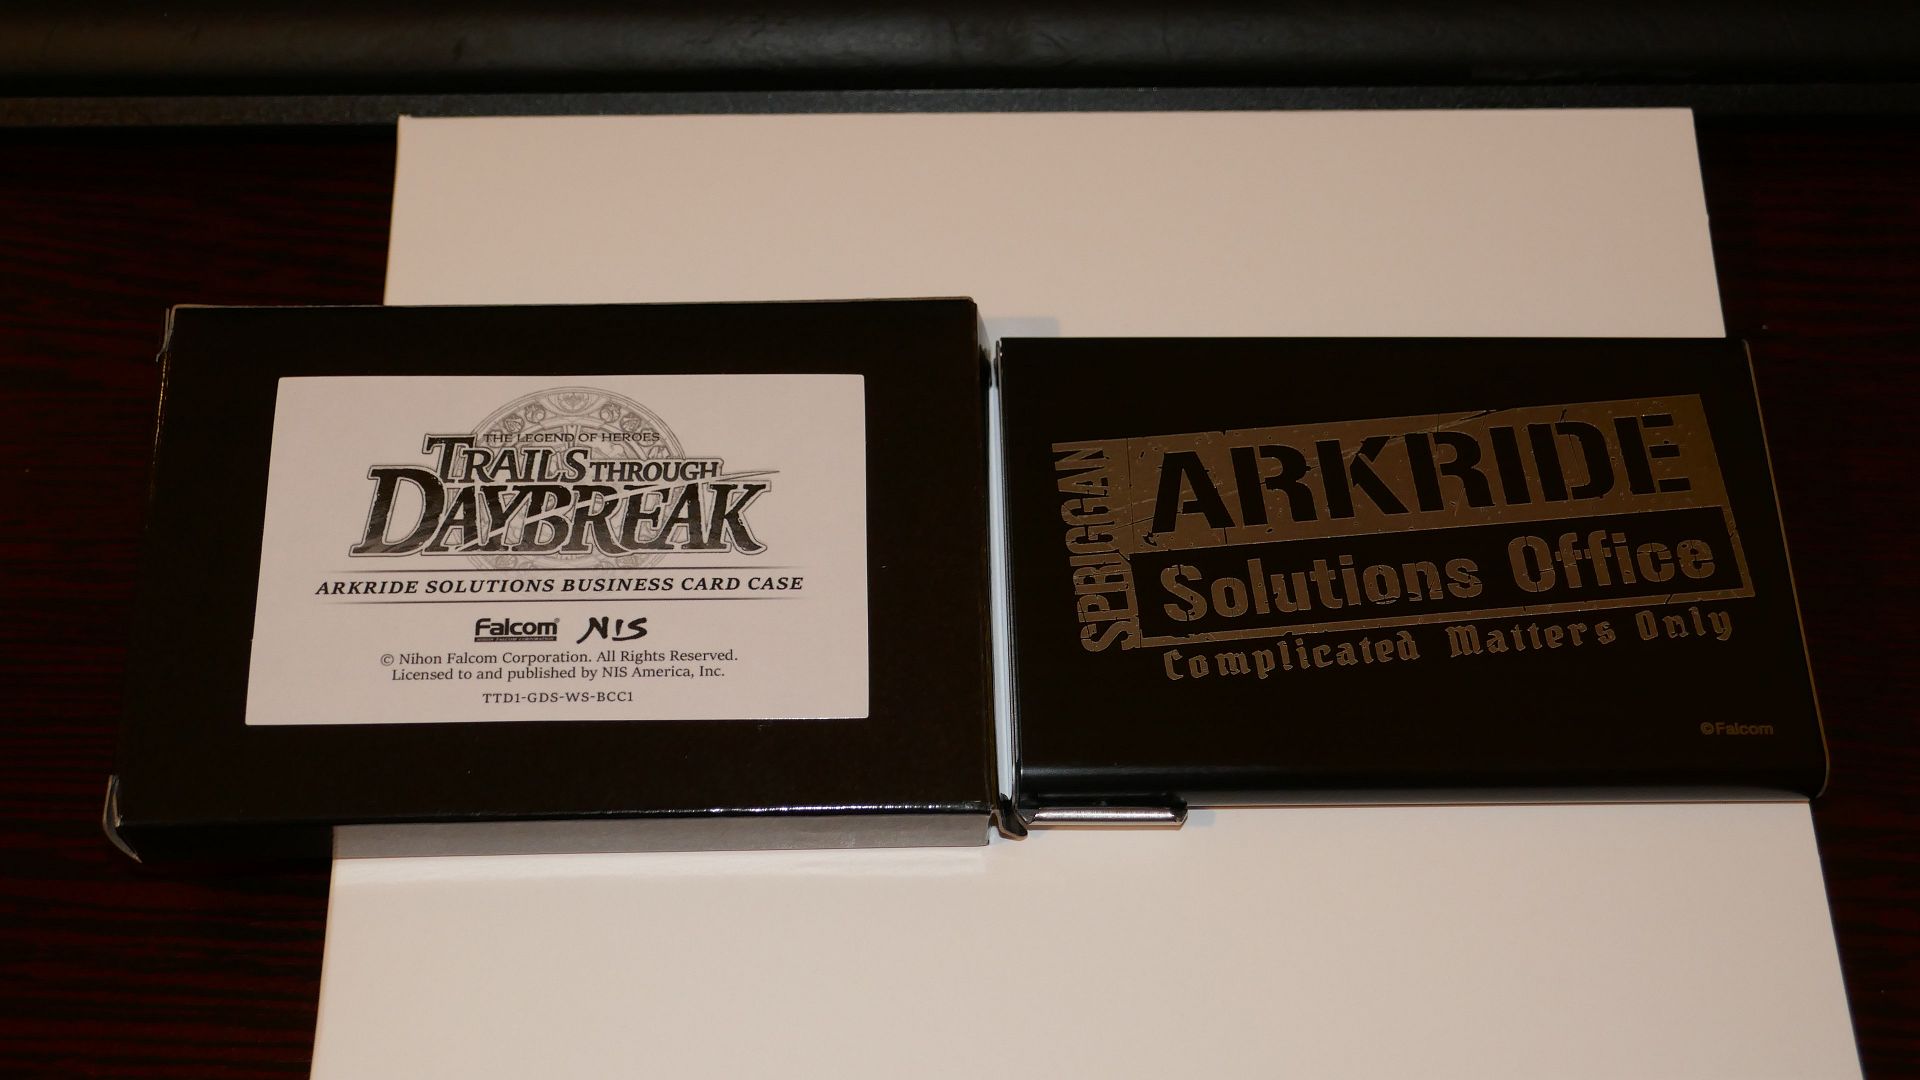 THE LEGEND OF HEROES
TRAILS THROUGH
DAYBREAK
ARKRIDE SOLUTIONS BUSINESS CARD CASE
Falcom NIS
© Nihon Falcom Corporation. All Rights Reserved.
Licensed to and published by NIS America, Inc.
TTD1-GDS-WS-BCC1
SPRIGGAN
ARKRIDE
Solutions Office
Complicated Matters Only
©Falcom